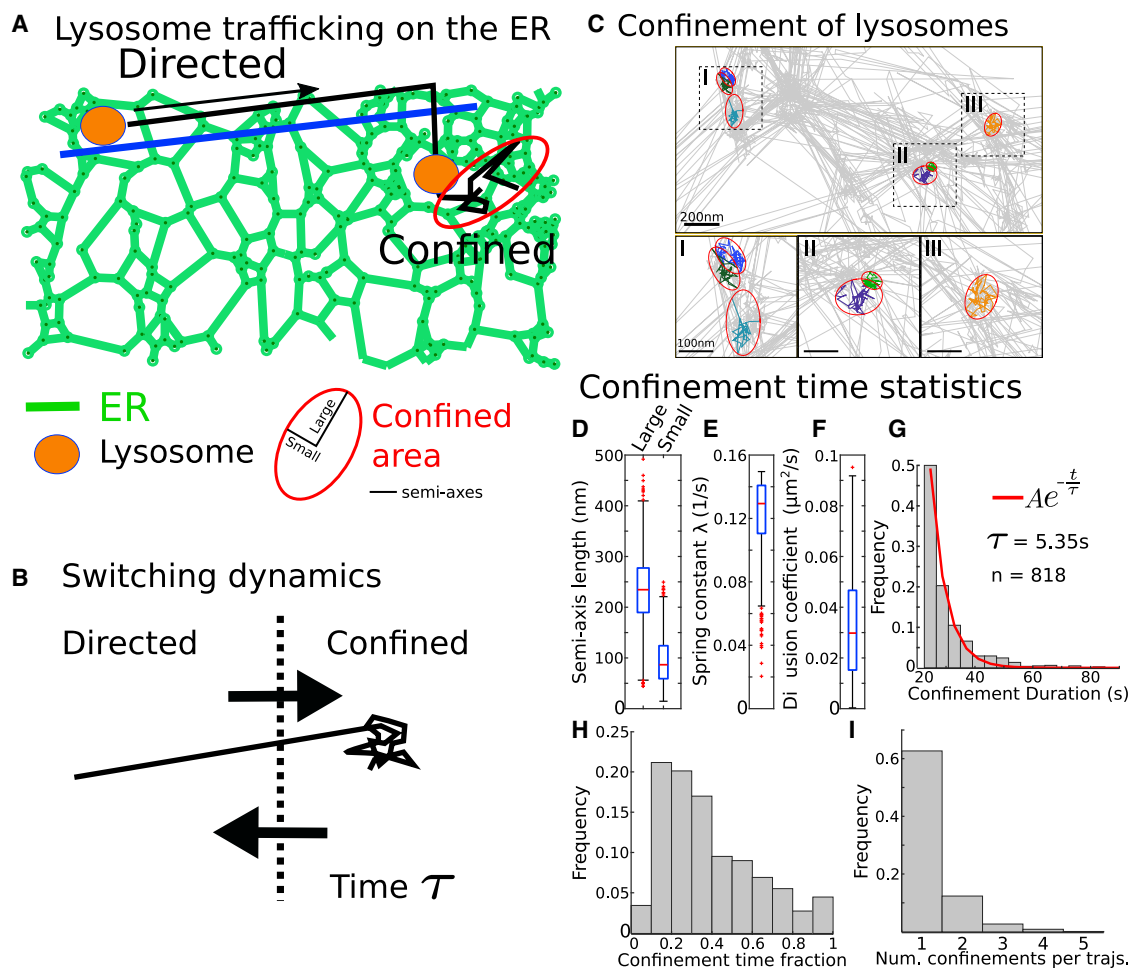 A Lysosome trafficking on the ER
Directed
Confined
ER
Lysosome
Large
Small
Confined
area
semi-axes
B Switching dynamics
Directed Confined
Time τ
C Confinement of lysosomes
I
II
III
200nm
I
II
III
100nm
Confinement time statistics
D
Large
Small
Semi-axis length (nm)
500
400
300
200
100
0
E
Spring constant λ (1/s)
0.16
0.12
0.08
0.04
0
F
Di usion coefficient (μm²/s)
0.1
0.08
0.06
0.04
0.02
0
G
Frequency
0.5
0.4
0.3
0.2
0.1
0
20 40 60 80
Confinement Duration (s)
Ae^{-t/τ}
τ = 5.35s
n = 818
H
Frequency
0.25
0.20
0.15
0.10
0.05
0
0 0.2 0.4 0.6 0.8 1
Confinement time fraction
I
Frequency
0.6
0.4
0.2
0
1 2 3 4 5
Num. confinements per trajs.